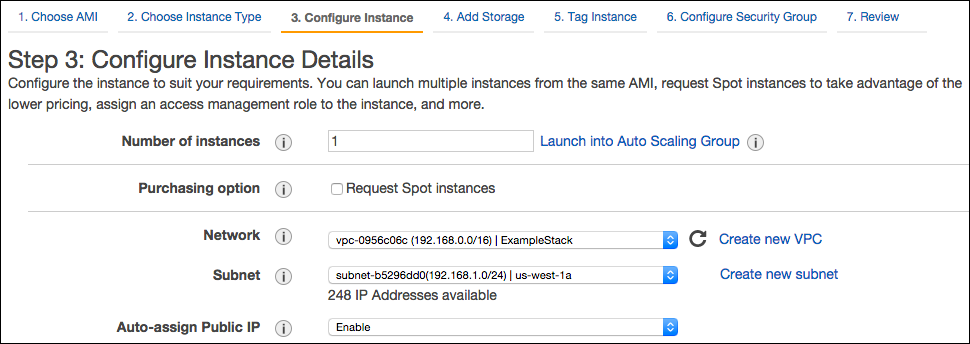 1. Choose AMI 2. Choose Instance Type 3. Configure Instance 4. Add Storage 5. Tag Instance 6. Configure Security Group 7. Review
Step 3: Configure Instance Details
Configure the instance to suit your requirements. You can launch multiple instances from the same AMI, request Spot instances to take advantage of the
lower pricing, assign an access management role to the instance, and more.
Number of instances i 1 Launch into Auto Scaling Group i
Purchasing option i Request Spot instances
Network i vpc-0956c06c (192.168.0.0/16) | ExampleStack Create new VPC
Subnet i subnet-b5296dd0(192.168.1.0/24) | us-west-1a Create new subnet
248 IP Addresses available
Auto-assign Public IP i Enable